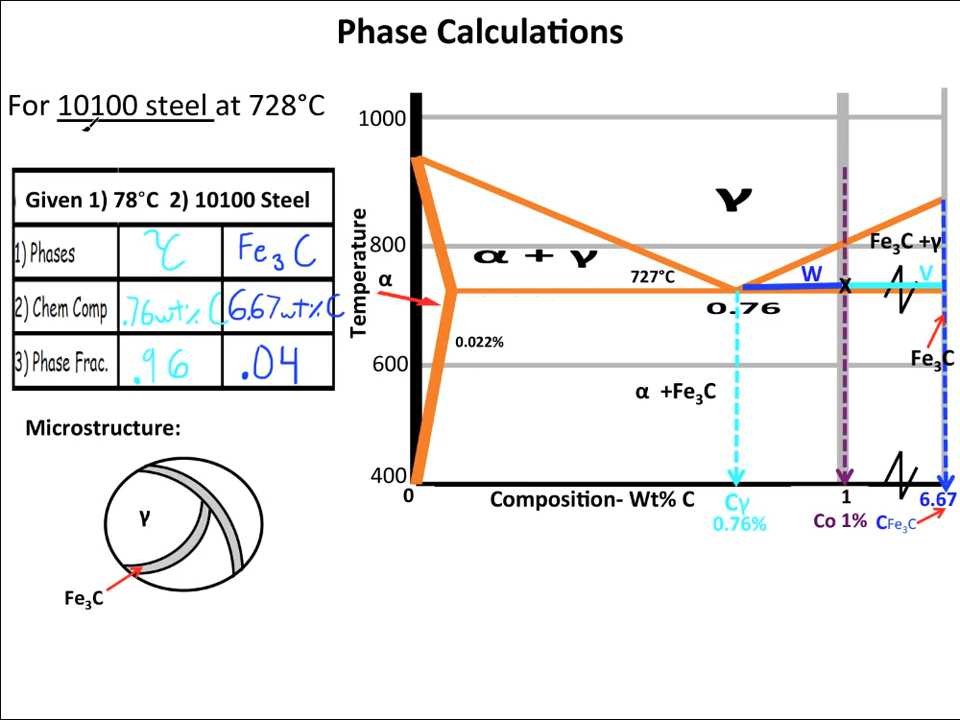 Phase Calculations
For 10100 steel at 728°C
Given 1) 78°C 2) 10100 Steel
1) Phases Fe₃C
2) Chem Comp .76wt% C 6.67wt% C
3) Phase Frac. .96 .04
Microstructure:
γ
Fe₃C
Temperature
1000
800
600
400
0
γ
α + γ
α
727°C
0.76
0.022%
Fe₃C +γ
W
X
V
Fe₃C
α +Fe₃C
Composition- Wt% C
Cγ
0.76%
1
Co 1%
6.67
CFe₃C